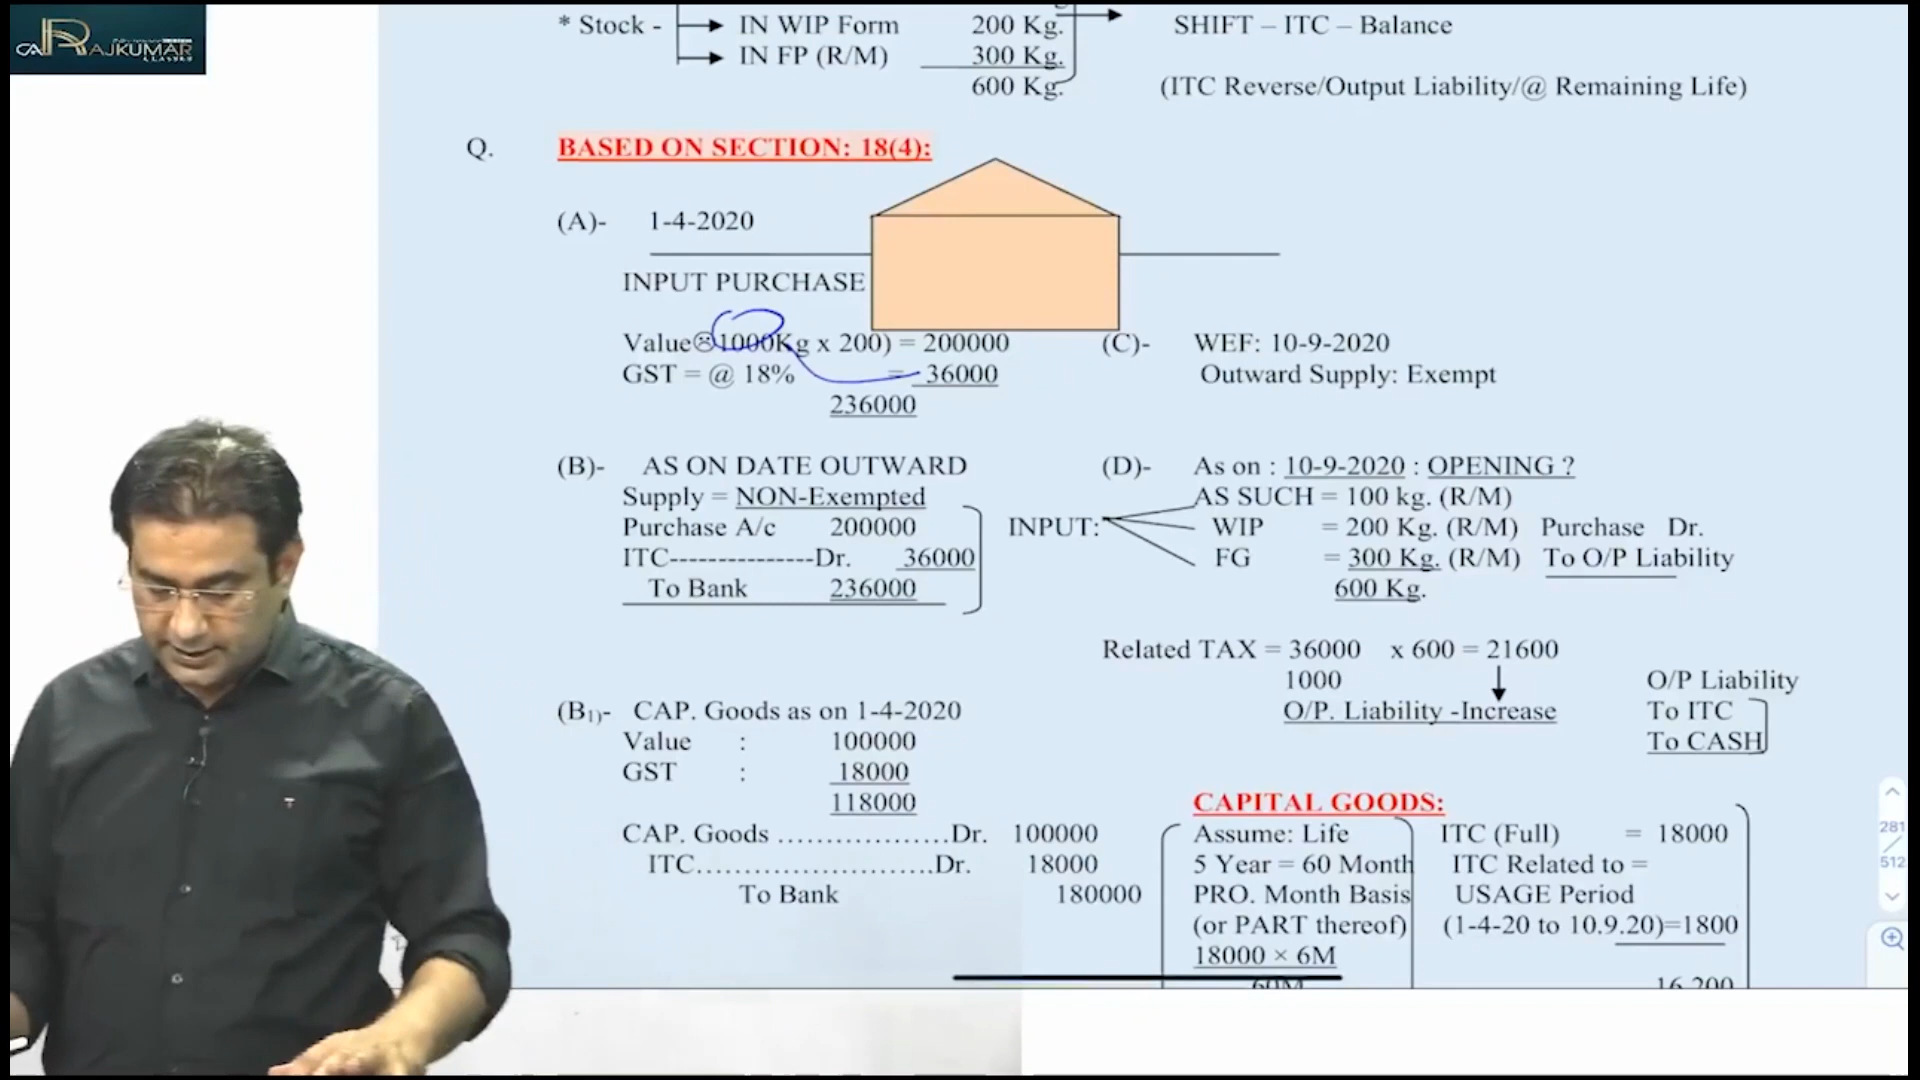 CA RAJKUMAR
CLASSES
* Stock - IN WIP Form 200 Kg. SHIFT – ITC – Balance
IN FP (R/M) 300 Kg.
600 Kg. (ITC Reverse/Output Liability/@ Remaining Life)
Q. BASED ON SECTION: 18(4):
(A)- 1-4-2020
INPUT PURCHASE
Value☹1000Kg x 200) = 200000
GST = @ 18% = 36000
236000
(C)- WEF: 10-9-2020
Outward Supply: Exempt
(B)- AS ON DATE OUTWARD
Supply = NON-Exempted
Purchase A/c 200000
ITC---------------Dr. 36000
To Bank 236000
(D)- As on : 10-9-2020 : OPENING ?
AS SUCH = 100 kg. (R/M)
INPUT: WIP = 200 Kg. (R/M) Purchase Dr.
FG = 300 Kg. (R/M) To O/P Liability
600 Kg.
Related TAX = 36000 x 600 = 21600
1000
O/P. Liability -Increase
O/P Liability
To ITC
To CASH
(B1)- CAP. Goods as on 1-4-2020
Value : 100000
GST : 18000
118000
CAP. Goods ...................Dr. 100000
ITC.........................Dr. 18000
To Bank 180000
CAPITAL GOODS:
Assume: Life
5 Year = 60 Month
PRO. Month Basis
(or PART thereof)
18000 × 6M
60M
ITC (Full) = 18000
ITC Related to =
USAGE Period
(1-4-20 to 10.9.20)=1800
16,200
281
/
512